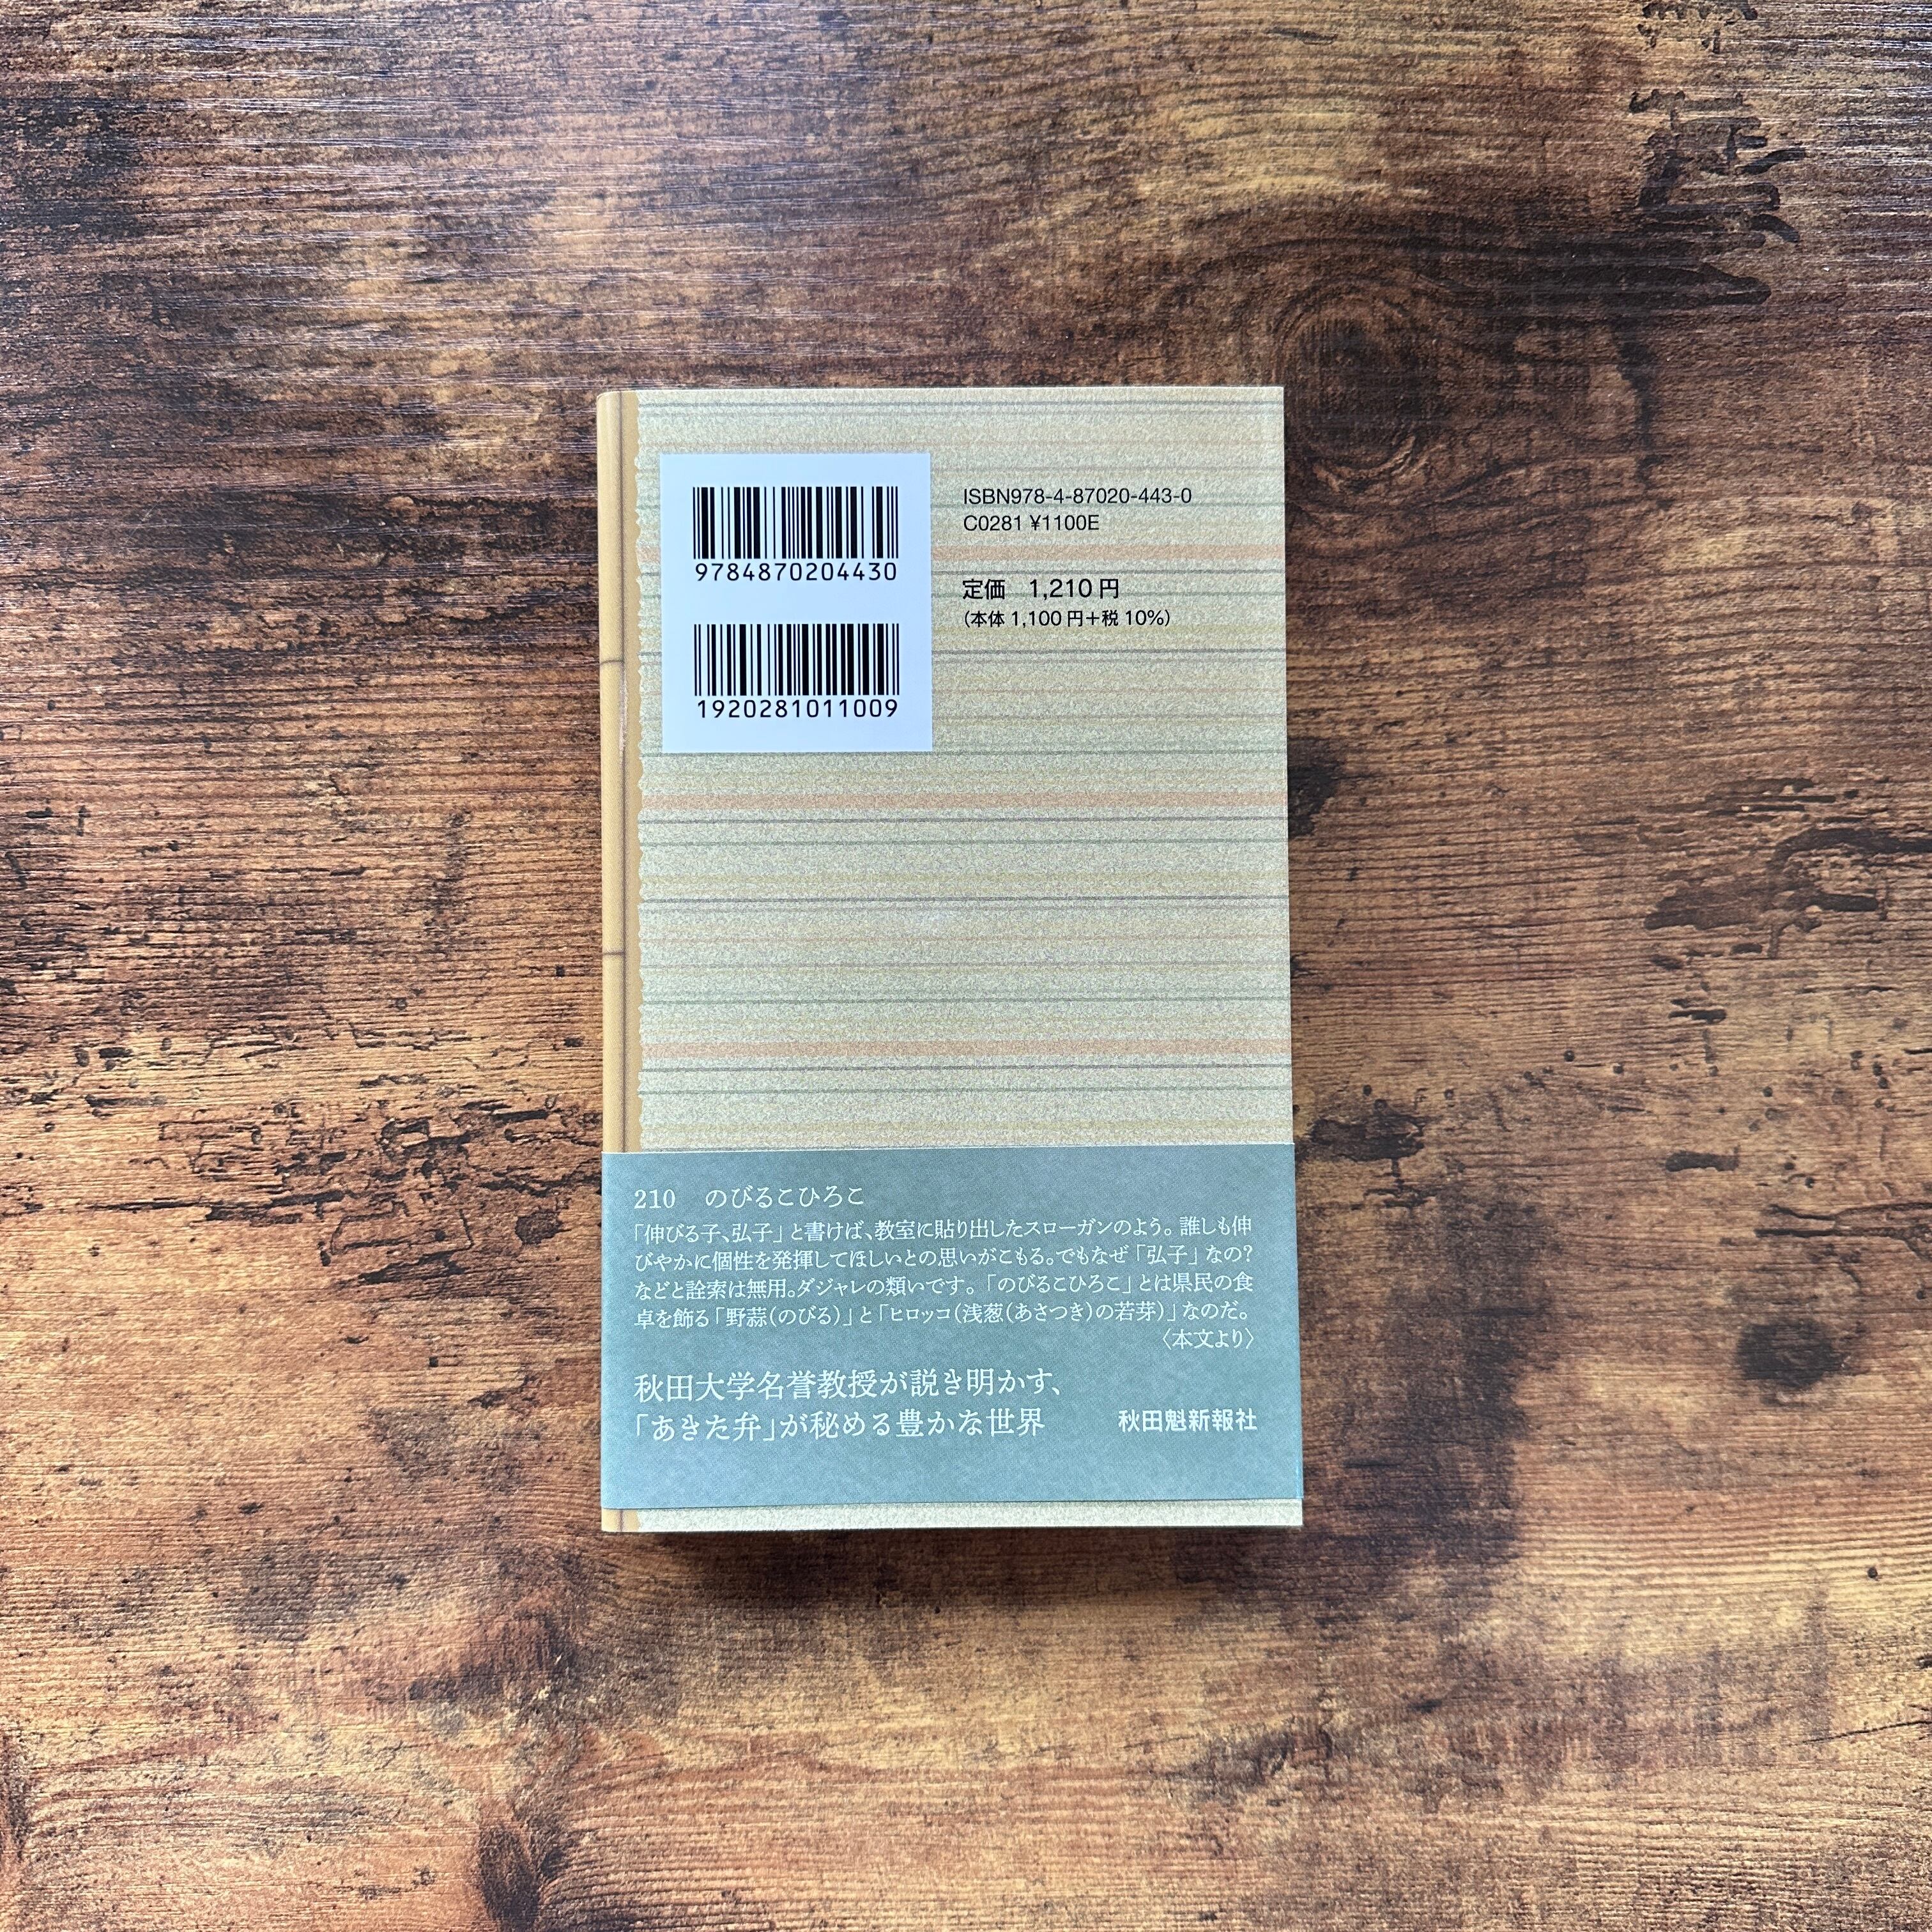 9784870204430
1920281011009
ISBN978-4-87020-443-0
C0281 ¥1100E
定価　1,210円
（本体1,100円＋税10%）
210　のびるこひろこ
「伸びる子、弘子」と書けば、教室に貼り出したスローガンのよう。誰しも伸
びやかに個性を発揮してほしいとの思いがこもる。でもなぜ「弘子」なの？
などと詮索は無用。ダジャレの類いです。「のびるこひろこ」とは県民の食
卓を飾る「野蒜（のびる）」と「ヒロッコ（浅葱（あさつき）の若芽）」なのだ。
〈本文より〉
秋田大学名誉教授が説き明かす、
「あきた弁」が秘める豊かな世界
秋田魁新報社